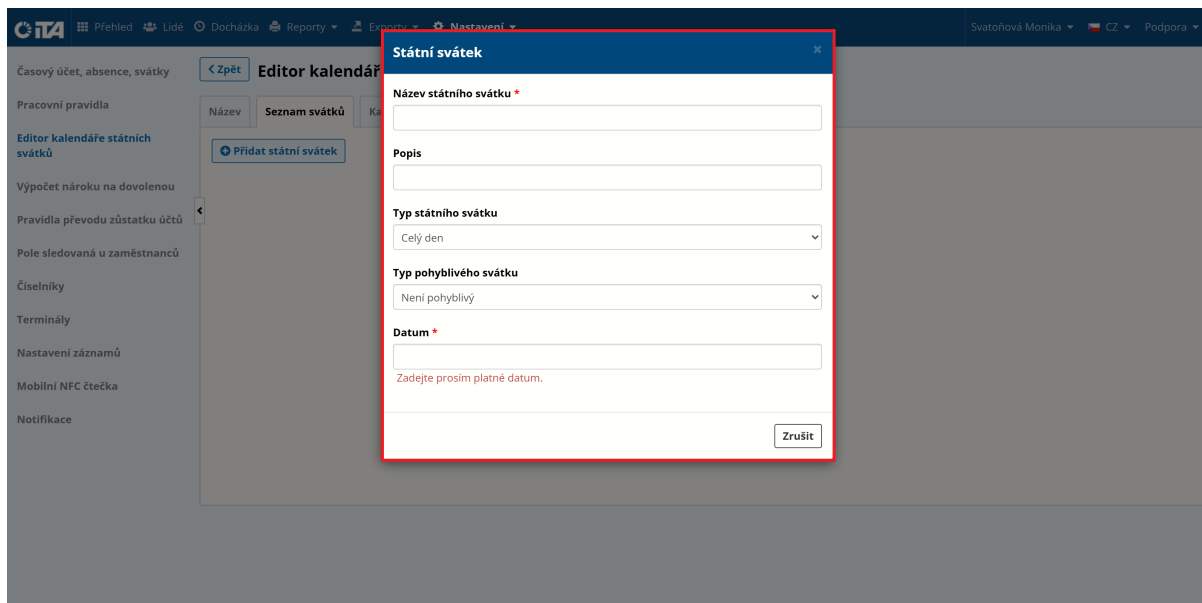 iTA Přehled Lidé Docházka Reporty Exporty Nastavení Svatoňová Monika CZ Podpora
Časový účet, absence, svátky
Pracovní pravidla
Editor kalendáře státních
svátků
Výpočet nároku na dovolenou
Pravidla převodu zůstatku účtů
Pole sledovaná u zaměstnanců
Číselníky
Terminály
Nastavení záznamů
Mobilní NFC čtečka
Notifikace
Zpět Editor kalendář
Název Seznam svátků Ka
Přidat státní svátek
Státní svátek ×
Název státního svátku *
Popis
Typ státního svátku
Celý den
Typ pohyblivého svátku
Není pohyblivý
Datum *
Zadejte prosím platné datum.
Zrušit